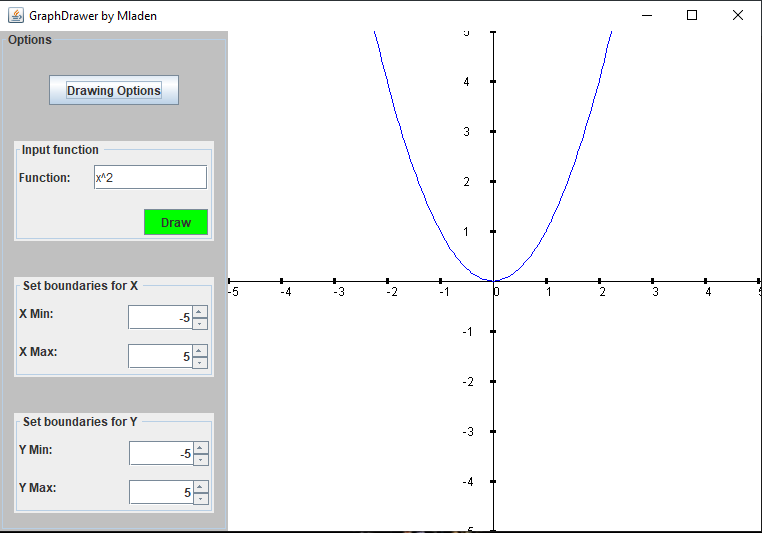 GraphDrawer by Mladen
Options
Drawing Options
Input function
Function: x^2
Draw
Set boundaries for X
X Min: -5
X Max: 5
Set boundaries for Y
Y Min: -5
Y Max: 5
5
4
3
2
1
-5 -4 -3 -2 -1 0 1 2 3 4 5
-1
-2
-3
-4
-5